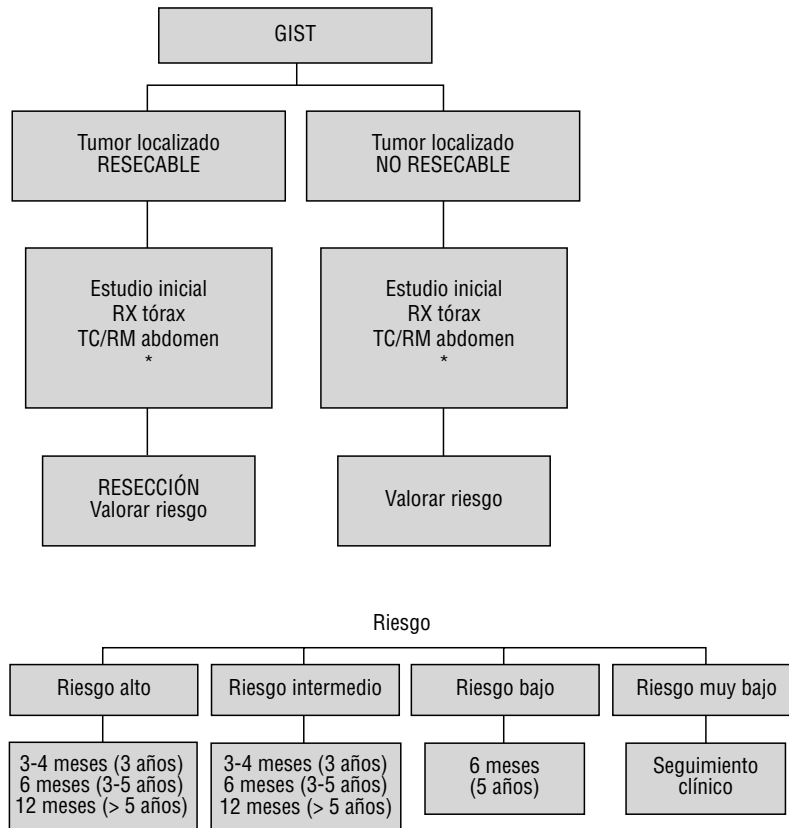 GIST
Tumor localizado
RESECABLE
Tumor localizado
NO RESECABLE
Estudio inicial
RX tórax
TC/RM abdomen
*
Estudio inicial
RX tórax
TC/RM abdomen
*
RESECCIÓN
Valorar riesgo
Valorar riesgo
Riesgo
Riesgo alto
Riesgo intermedio
Riesgo bajo
Riesgo muy bajo
3-4 meses (3 años)
6 meses (3-5 años)
12 meses (> 5 años)
3-4 meses (3 años)
6 meses (3-5 años)
12 meses (> 5 años)
6 meses
(5 años)
Seguimiento
clínico